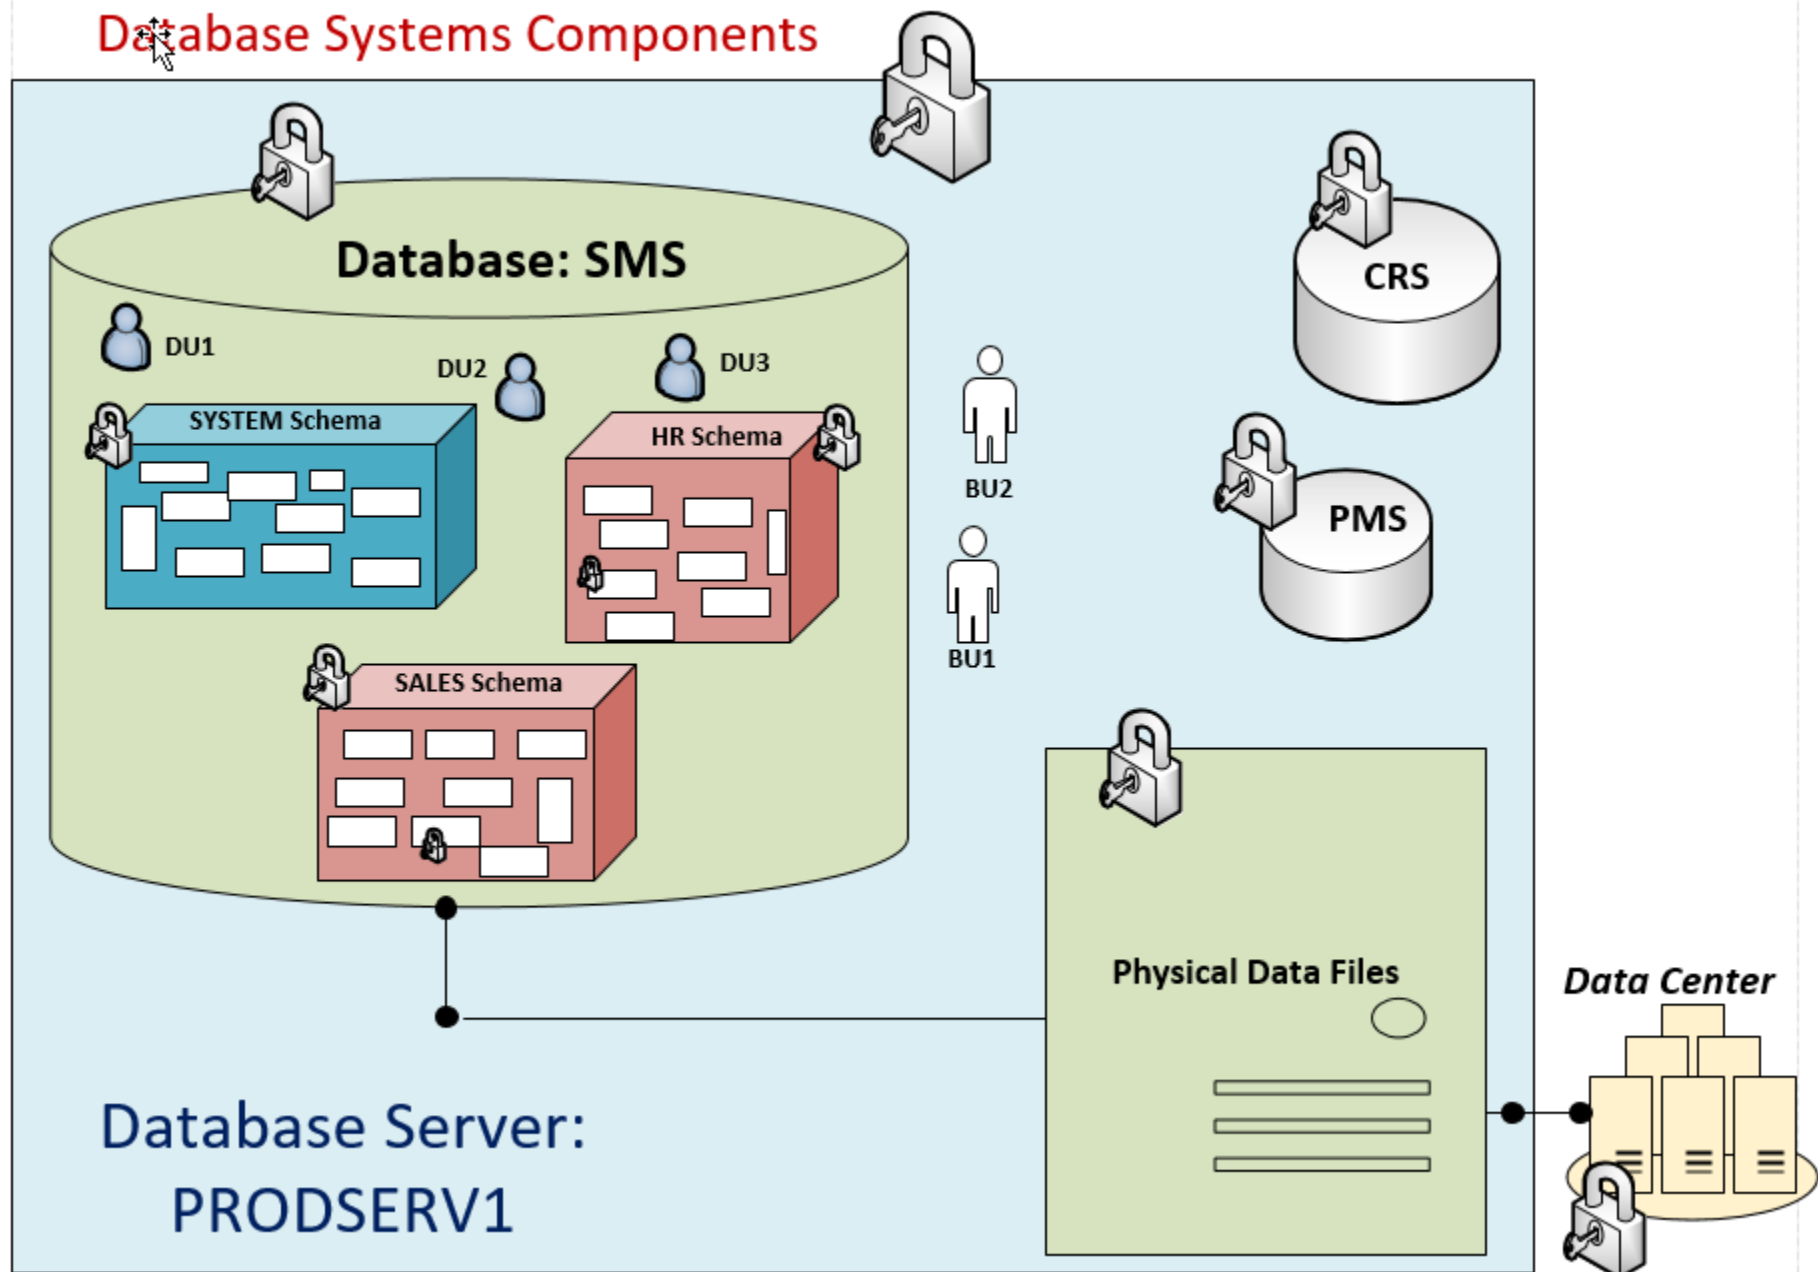 Database Systems Components
Database: SMS
CRS
DU1
DU2
DU3
SYSTEM Schema
HR Schema
BU2
PMS
BU1
SALES Schema
Physical Data Files
Data Center
Database Server:
PRODSERV1